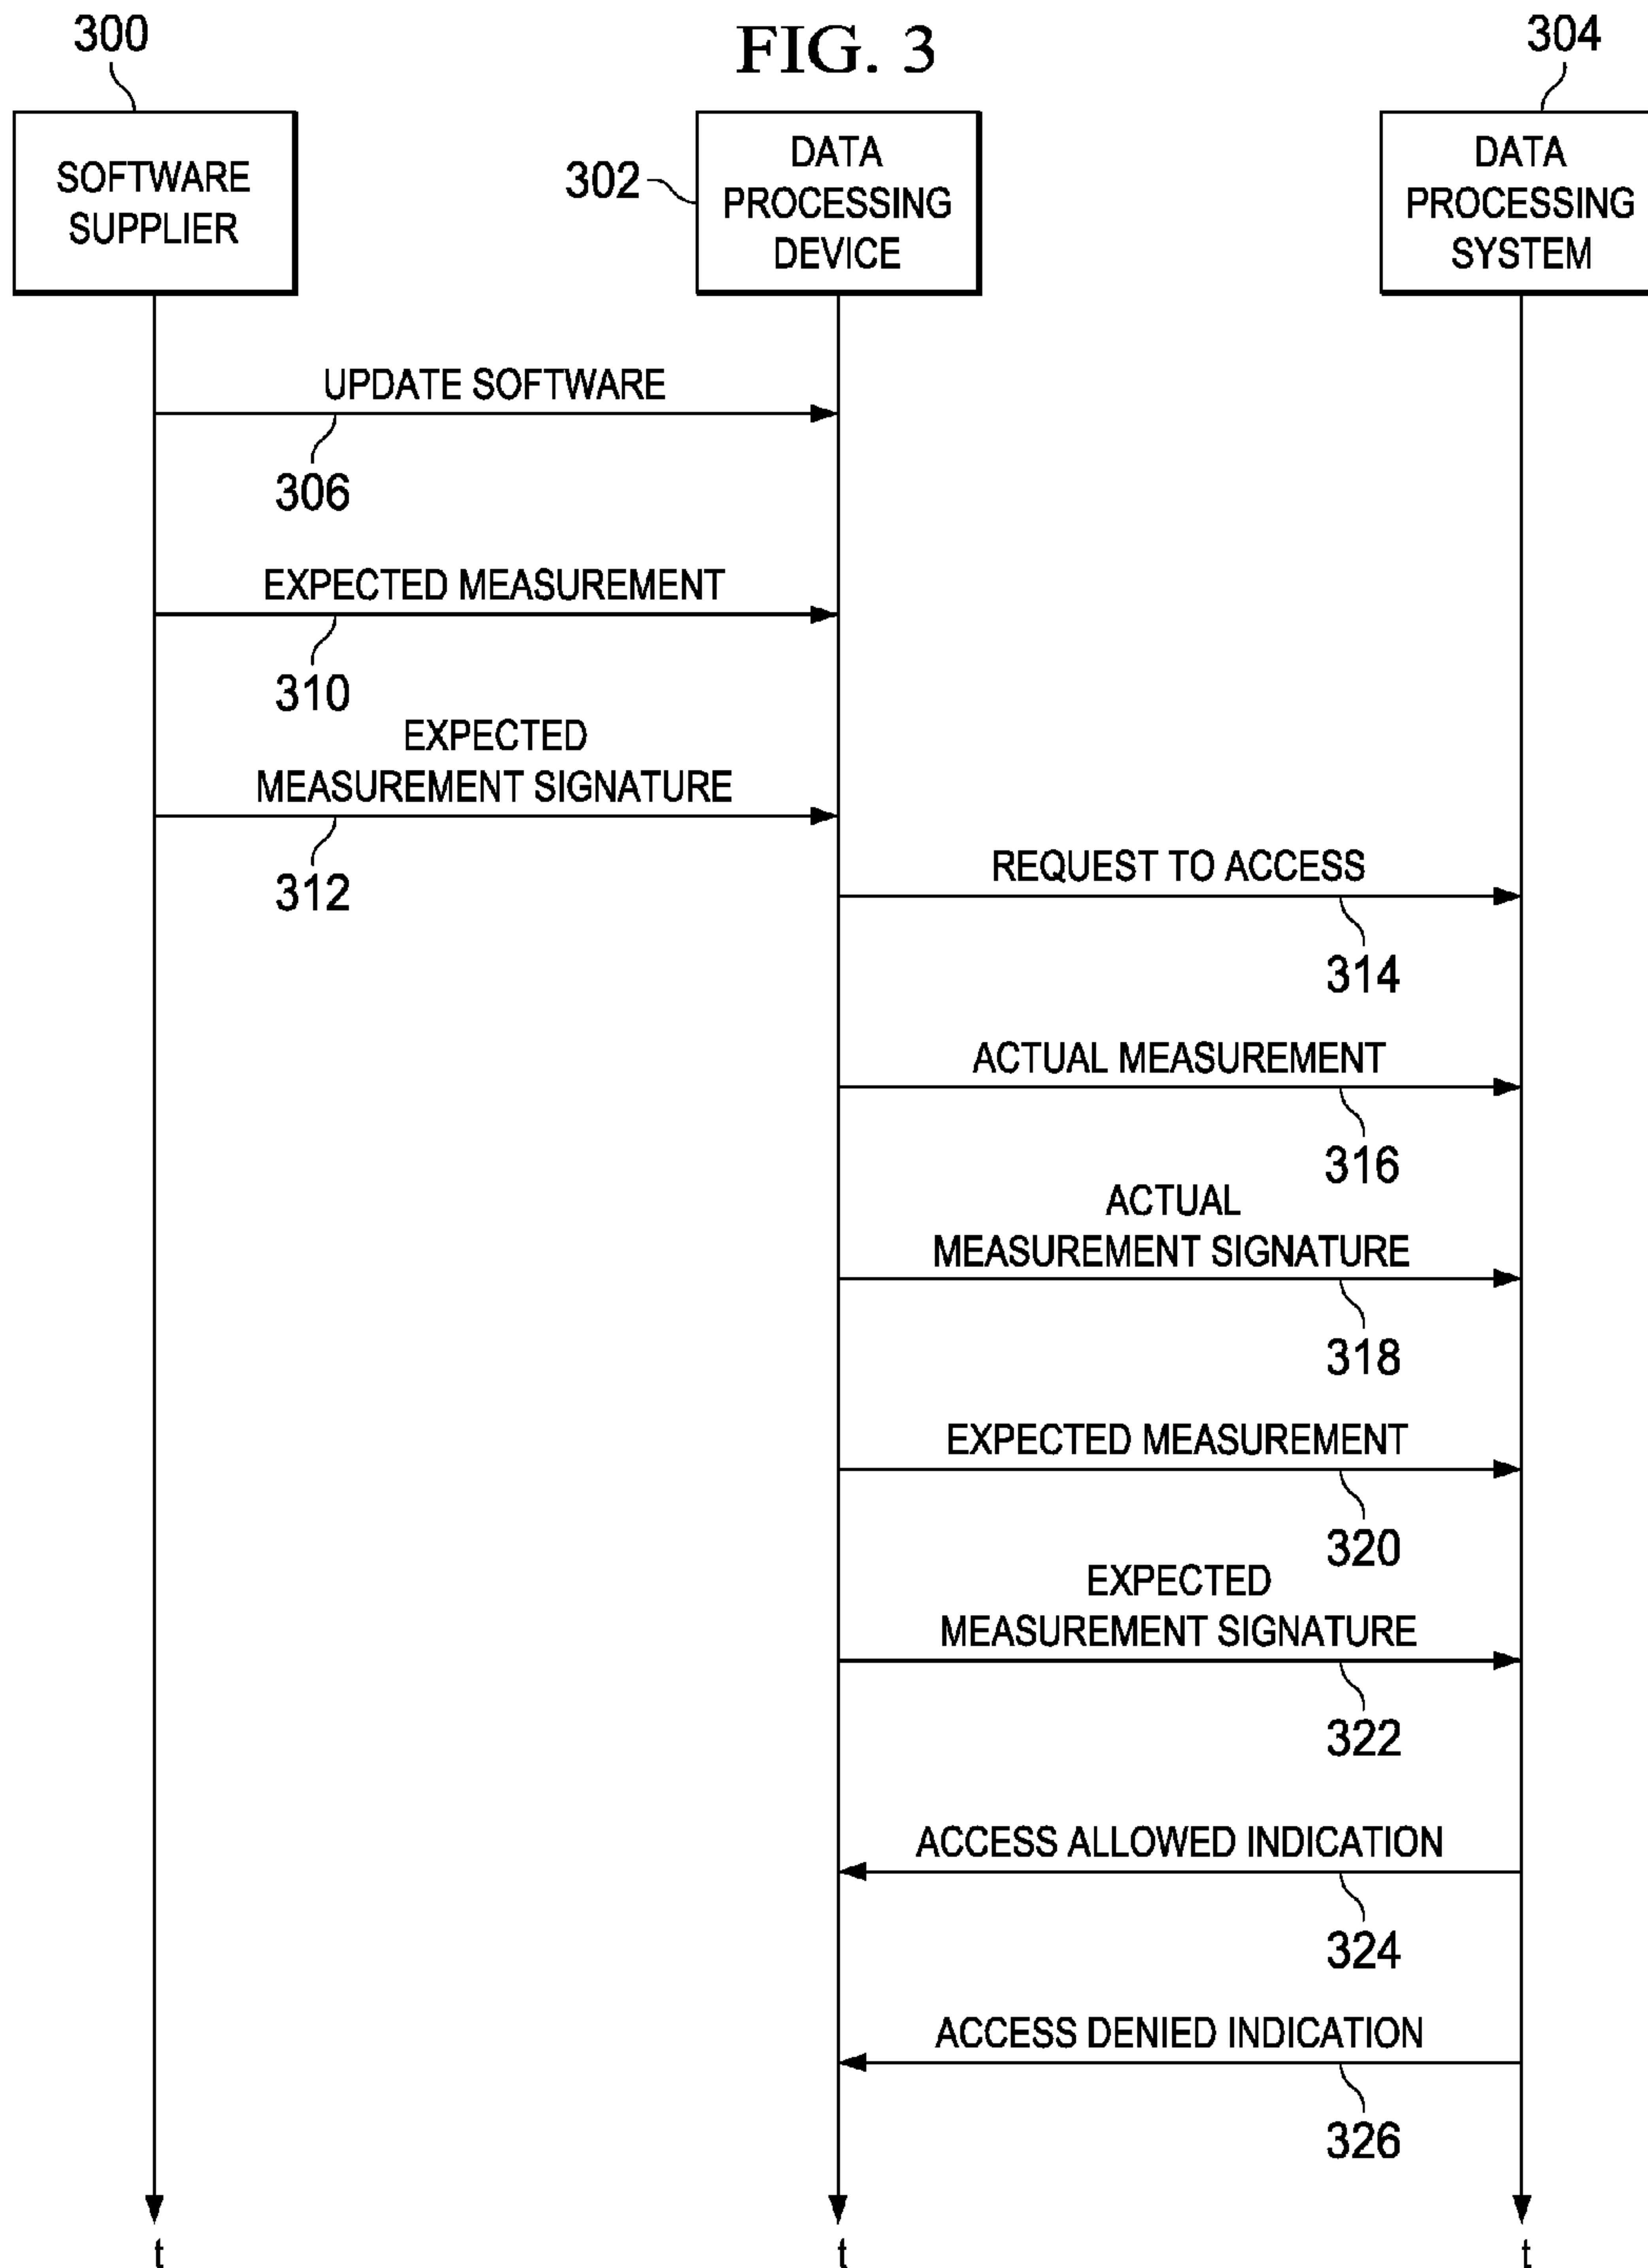 FIG. 3
300
304
SOFTWARE
SUPPLIER
302
DATA
PROCESSING
DEVICE
DATA
PROCESSING
SYSTEM
UPDATE SOFTWARE
306
EXPECTED MEASUREMENT
310
EXPECTED
MEASUREMENT SIGNATURE
312
REQUEST TO ACCESS
314
ACTUAL MEASUREMENT
316
ACTUAL
MEASUREMENT SIGNATURE
318
EXPECTED MEASUREMENT
320
EXPECTED
MEASUREMENT SIGNATURE
322
ACCESS ALLOWED INDICATION
324
ACCESS DENIED INDICATION
326
t
t
t